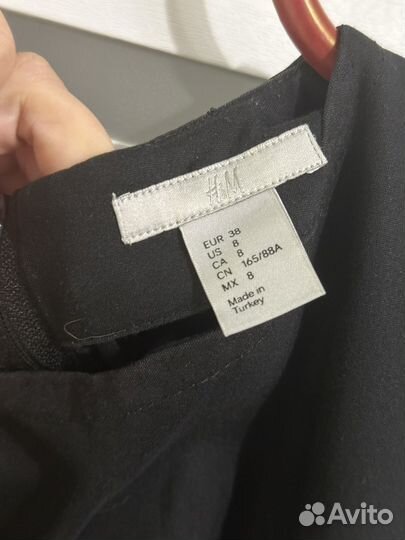 H&M
EUR 38
US 8
CA 8
CN 165/88A
MX 8
Made in
Turkey
Avito